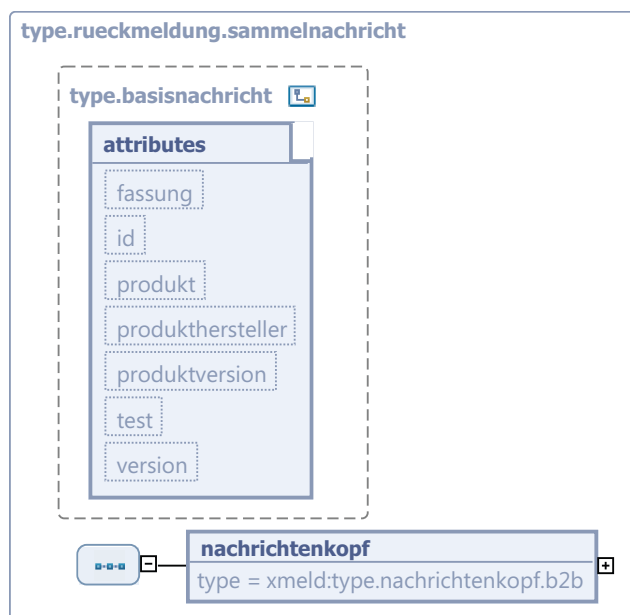 type.rueckmeldung.sammelnachricht
type.basisnachricht
attributes
fassung
id
produkt
produkthersteller
produktversion
test
version
nachrichtenkopf
type = xmeld:type.nachrichtenkopf.b2b